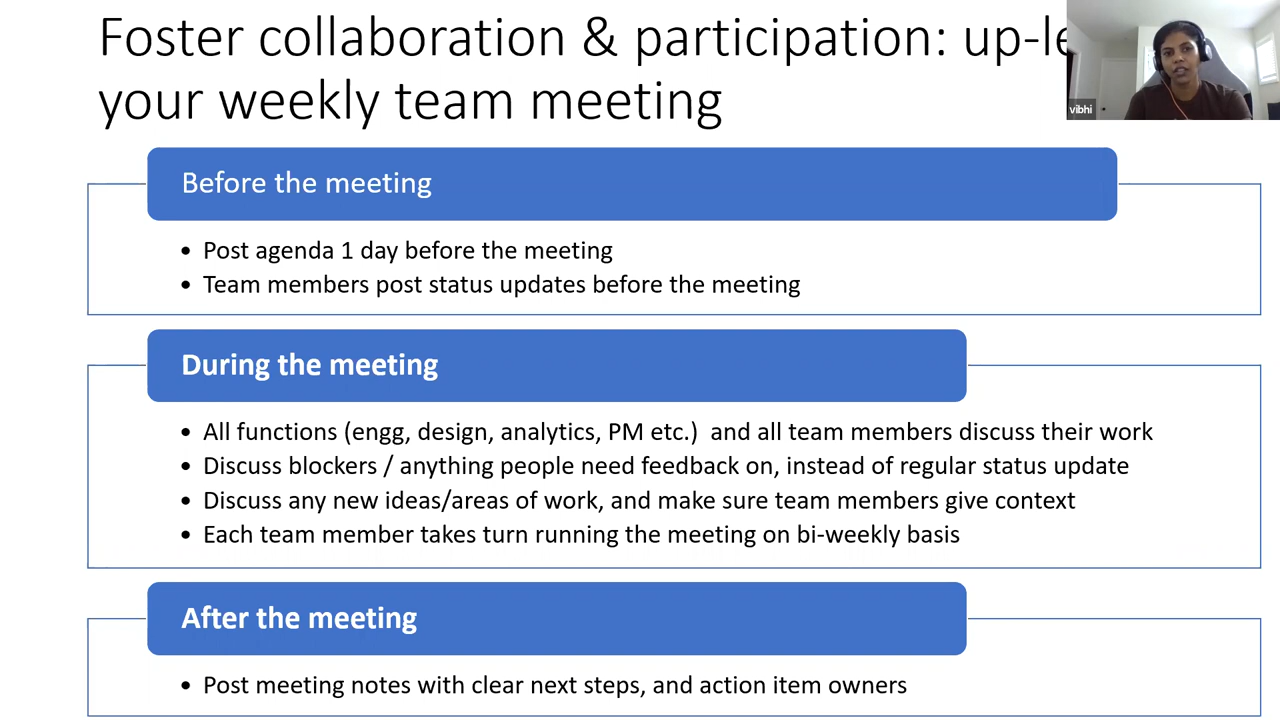 Foster collaboration & participation: up-le
your weekly team meeting
vibhi
Before the meeting
• Post agenda 1 day before the meeting
• Team members post status updates before the meeting
During the meeting
• All functions (engg, design, analytics, PM etc.)  and all team members discuss their work
• Discuss blockers / anything people need feedback on, instead of regular status update
• Discuss any new ideas/areas of work, and make sure team members give context
• Each team member takes turn running the meeting on bi-weekly basis
After the meeting
• Post meeting notes with clear next steps, and action item owners